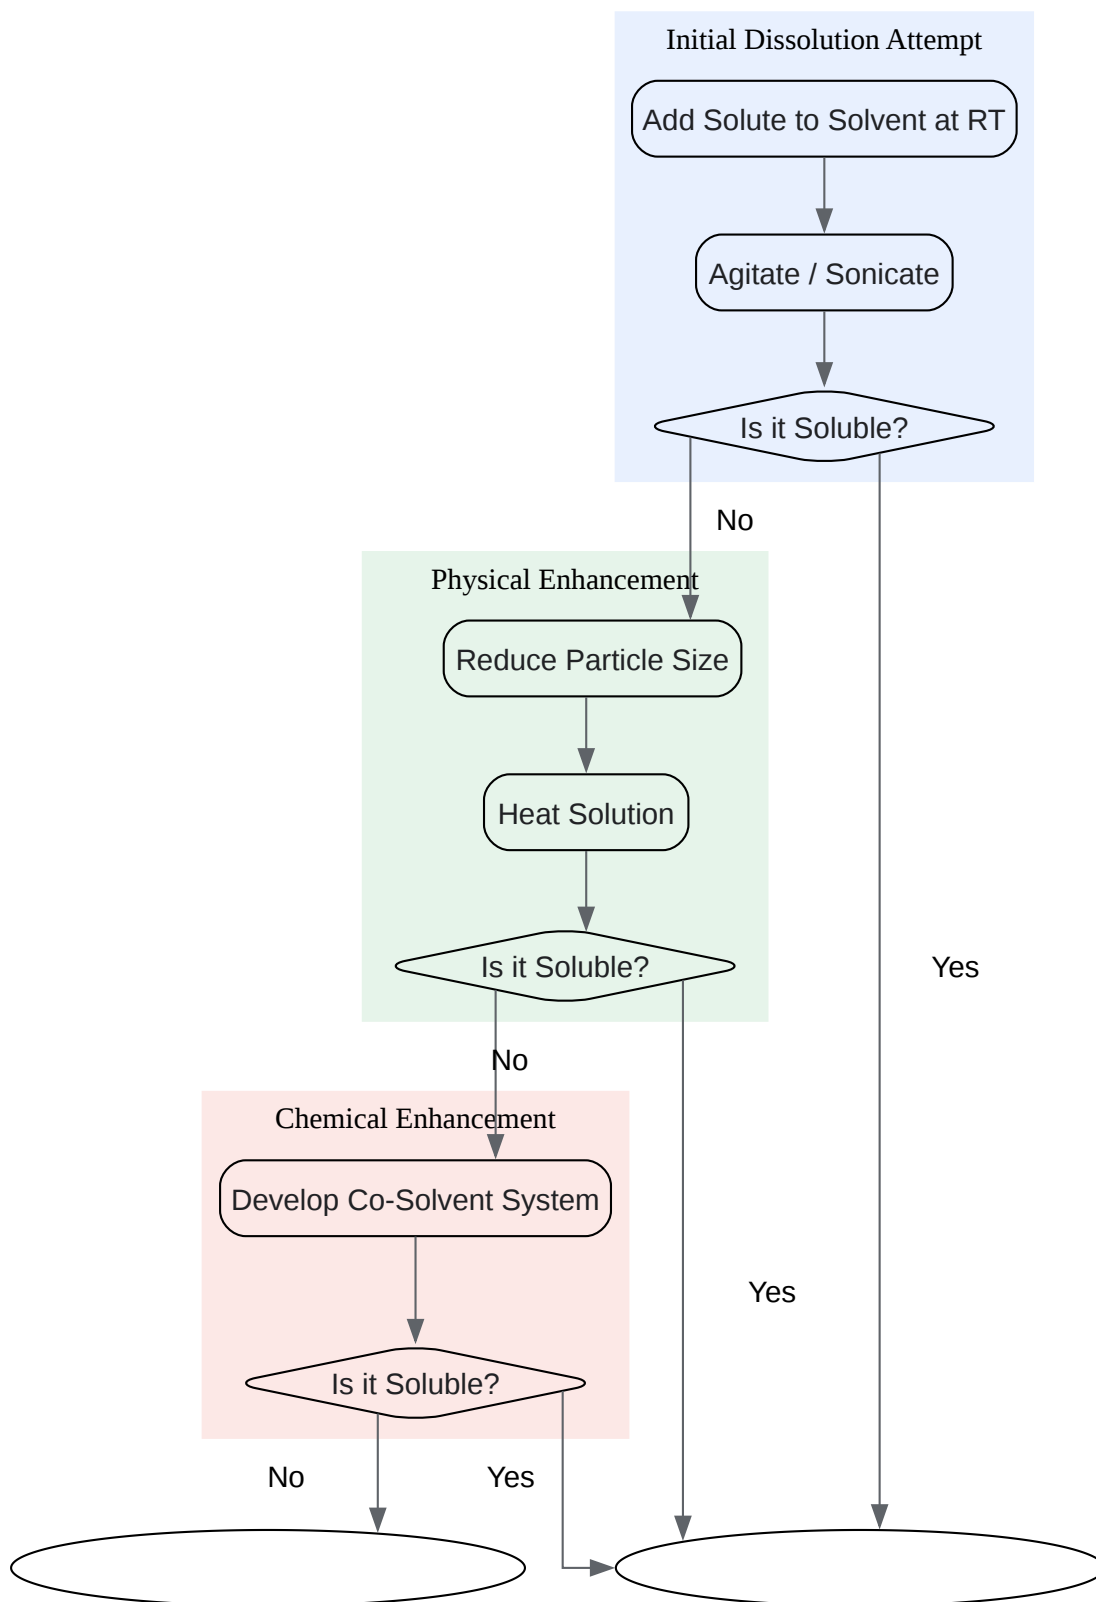 Initial Dissolution Attempt
Add Solute to Solvent at RT
Agitate / Sonicate
Is it Soluble?
No
Physical Enhancement
Reduce Particle Size
Heat Solution
Is it Soluble?
Yes
No
Chemical Enhancement
Develop Co-Solvent System
Yes
Is it Soluble?
No
Yes